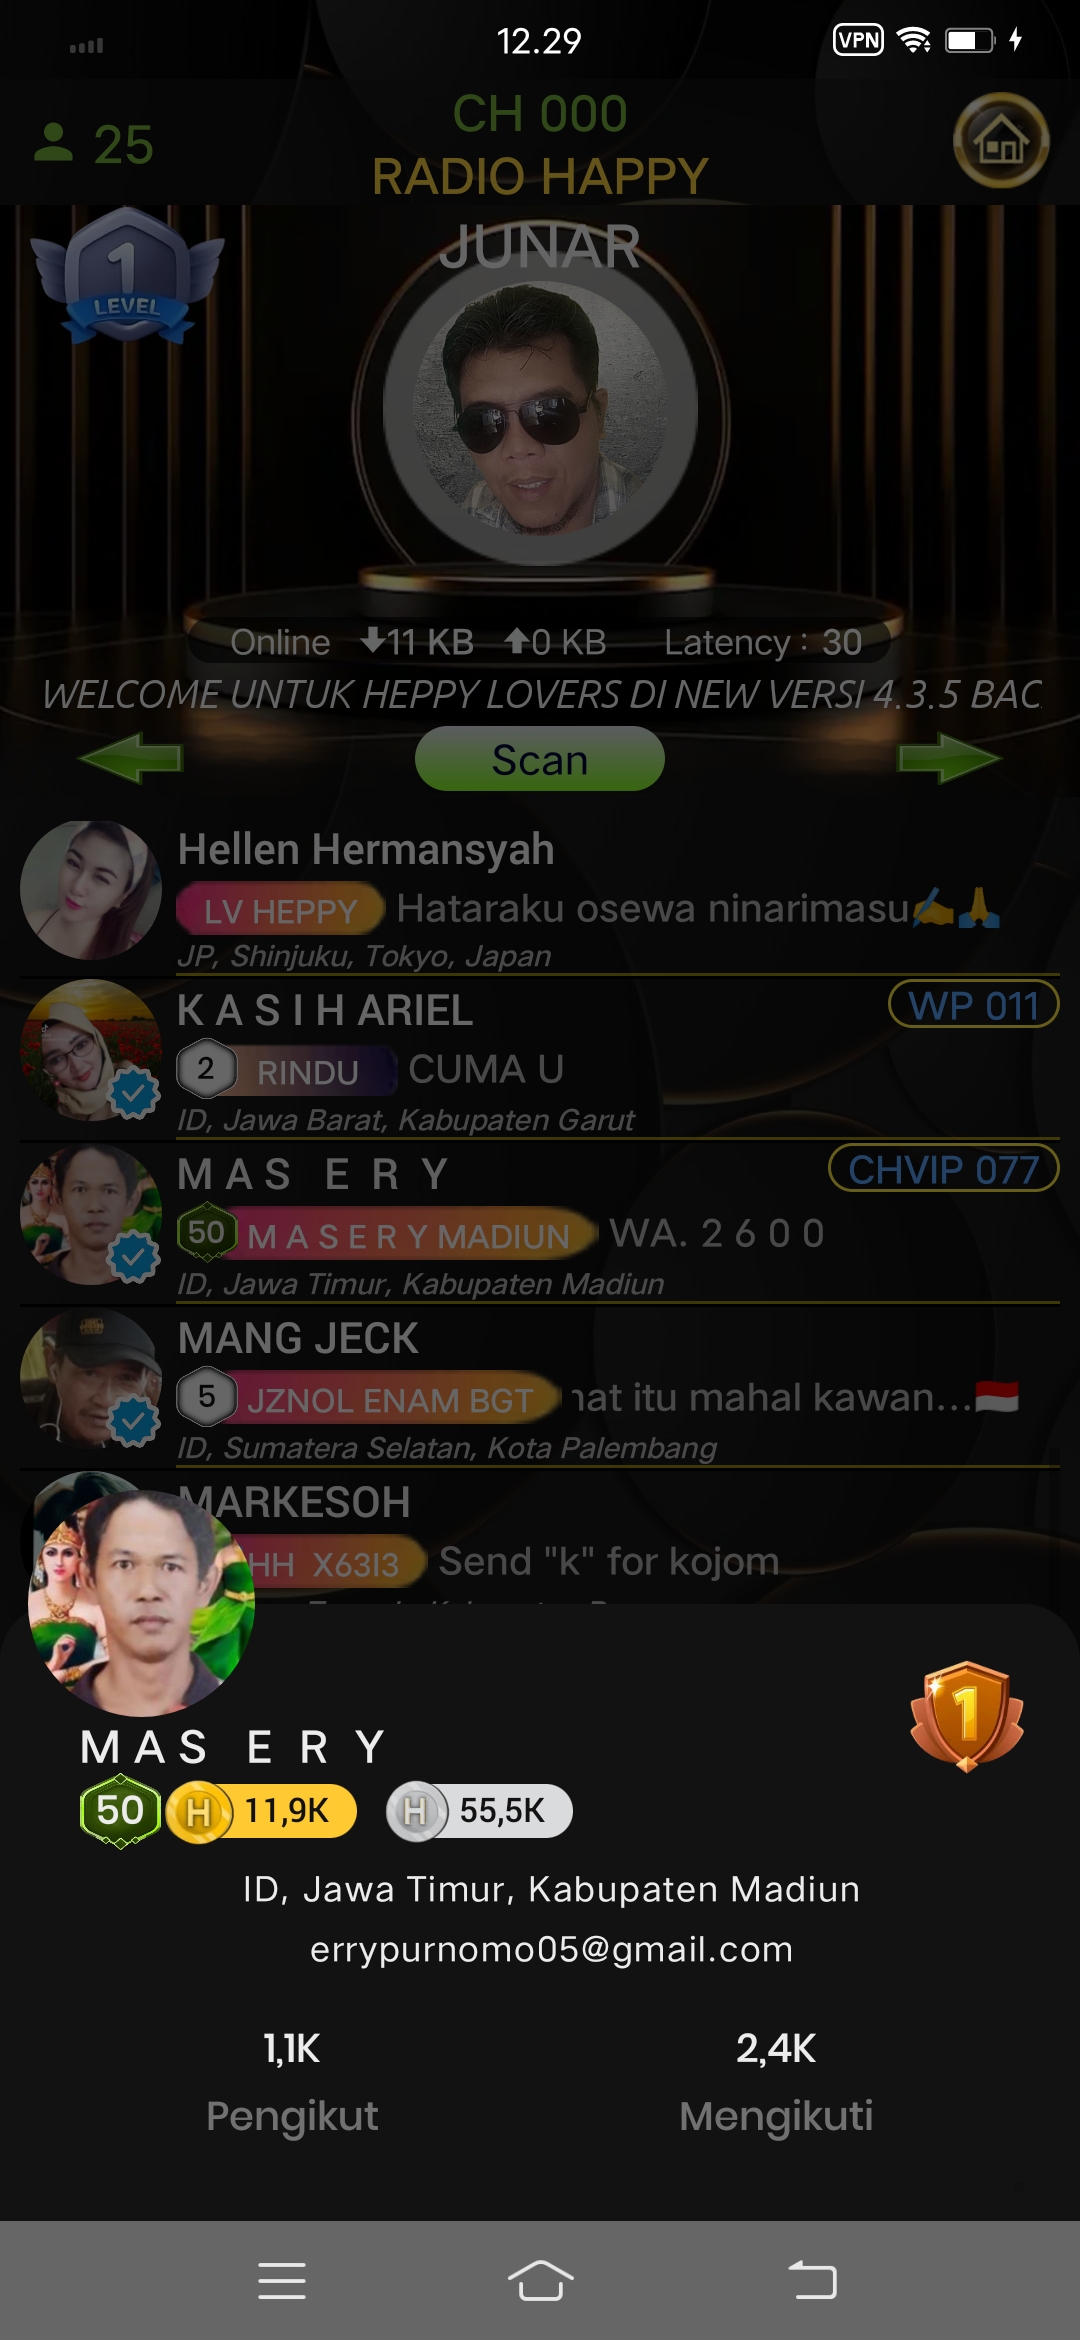 12.29
VPN
25
CH 000
RADIO HAPPY
JUNAR
1
LEVEL
Online 11 KB 0 KB Latency : 30
WELCOME UNTUK HEPPY LOVERS DI NEW VERSI 4.3.5 BAC
Scan
Hellen Hermansyah
LV HEPPY Hataraku osewa ninarimasu✍️🙏
JP, Shinjuku, Tokyo, Japan
K A S I H ARIEL
WP 011
2 RINDU CUMA U
ID, Jawa Barat, Kabupaten Garut
M A S E R Y
CHVIP 077
50 M A S E R Y MADIUN WA. 2 6 0 0
ID, Jawa Timur, Kabupaten Madiun
MANG JECK
5 JZNOL ENAM BGT hat itu mahal kawan...🇮🇩
ID, Sumatera Selatan, Kota Palembang
MARKESOH
HH X63I3 Send "k" for kojom
1
M A S E R Y
50 H 11,9K H 55,5K
ID, Jawa Timur, Kabupaten Madiun
errypurnomo05@gmail.com
1,1K 2,4K
Pengikut Mengikuti